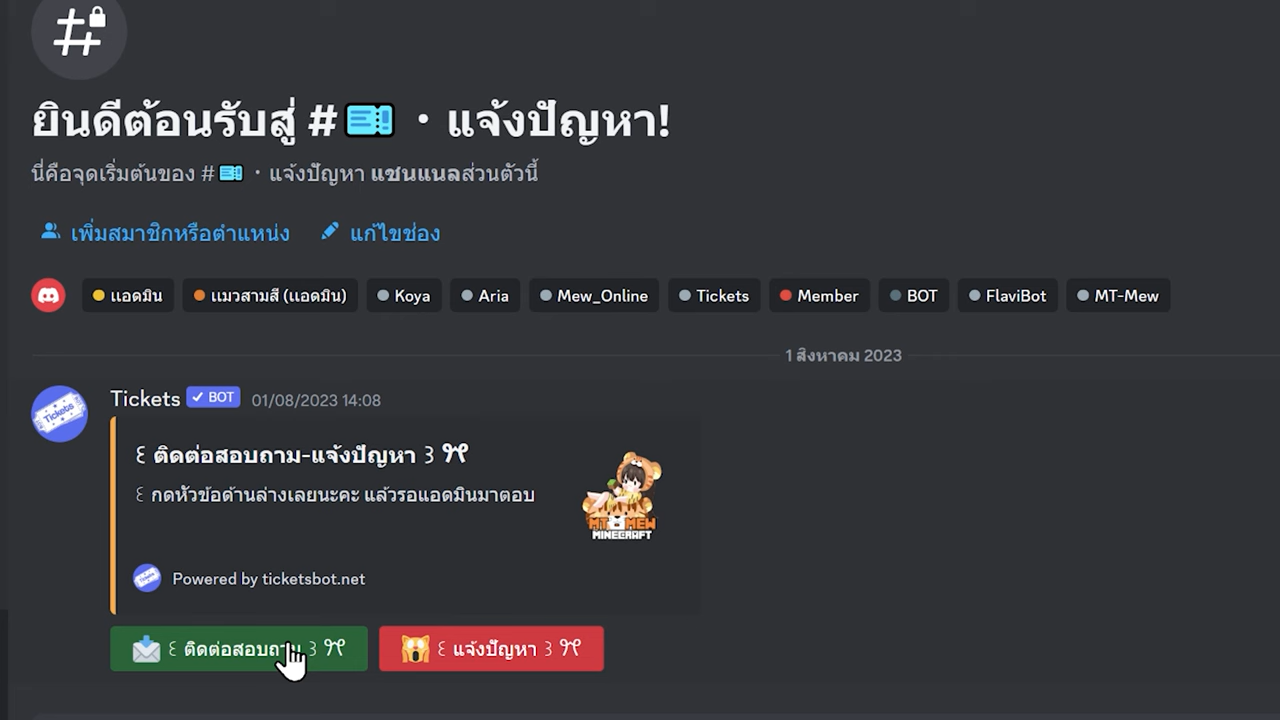 ยินดีต้อนรับสู่ #🎫・แจ้งปัญหา!
นี่คือจุดเริ่มต้นของ #🎫・แจ้งปัญหา แชนแนลส่วนตัวนี้
เพิ่มสมาชิกหรือตำแหน่ง แก้ไขช่อง
แอดมิน แมวสามสี (แอดมิน) Koya Aria Mew_Online Tickets Member BOT FlaviBot MT-Mew
1 สิงหาคม 2023
Tickets BOT 01/08/2023 14:08
꒰ ติดต่อสอบถาม-แจ้งปัญหา ꒱ ୨୧
꒰ กดหัวข้อด้านล่างเลยนะคะ แล้วรอแอดมินมาตอบ
MT MEW
MINECRAFT
Powered by ticketsbot.net
꒰ ติดต่อสอบถาม ꒱ ୨୧ ꒰ แจ้งปัญหา ꒱ ୨୧